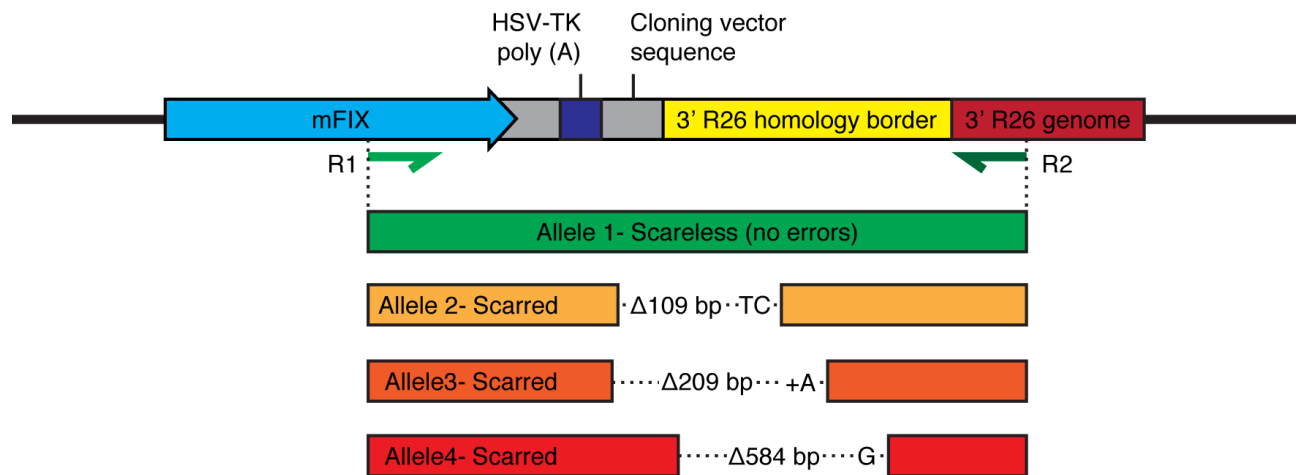 HSV-TK
poly (A)
Cloning vector
sequence
mFIX
3’ R26 homology border
3’ R26 genome
R1
R2
Allele 1- Scareless (no errors)
Allele 2- Scarred
Δ109 bp
TC
Allele3- Scarred
Δ209 bp
+A
Allele4- Scarred
Δ584 bp
G